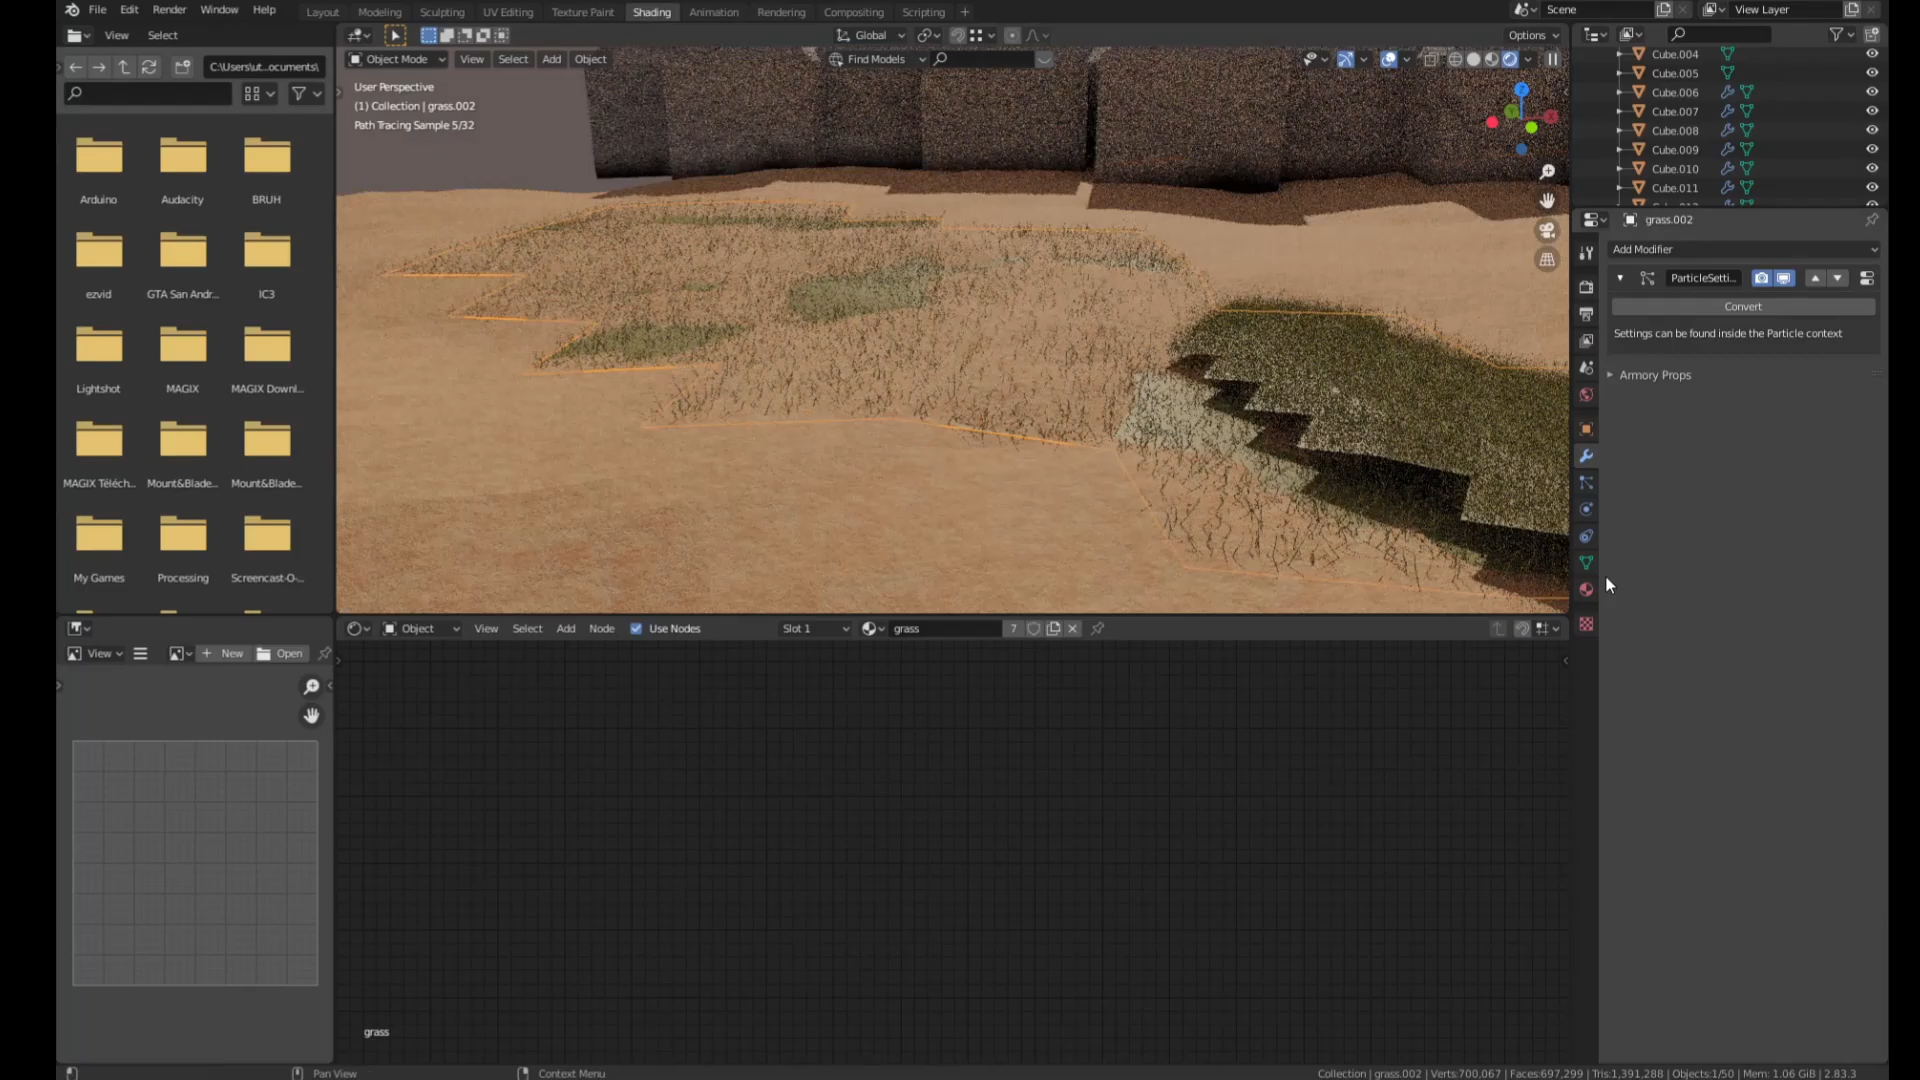 File Edit Render Window Help Layout Modeling Sculpting UV Editing Texture Paint Shading Animation Rendering Compositing Scripting + Scene View Layer
View Select Global Options
C:\Users\ut...ocuments\ Object Mode View Select Add Object Find Models
User Perspective
(1) Collection | grass.002
Path Tracing Sample 5/32
Cube.004
Cube.005
Cube.006
Cube.007
Cube.008
Cube.009
Cube.010
Cube.011
grass.002
Add Modifier
ParticleSetti...
Convert
Settings can be found inside the Particle context
Armory Props
Arduino Audacity BRUH
ezvid GTA San Andr... IC3
Lightshot MAGIX MAGIX Downl...
MAGIX Téléch... Mount&Blade... Mount&Blade...
My Games Processing Screencast-O-...
Object View Select Add Node Use Nodes Slot 1 grass 7
View + New Open
grass
Pan View Context Menu Collection | grass.002 | Verts:700,067 | Faces:697,299 | Tris:1,391,288 | Objects:1/50 | Mem: 1.06 GiB | 2.83.3